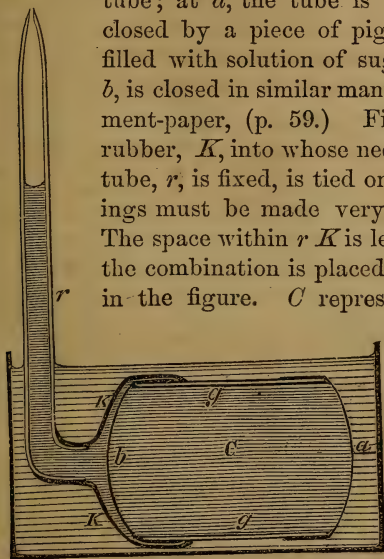 tube; at a, the tube is
closed by a piece of pig
filled with solution of su
b, is closed in similar man
ment-paper, (p. 59.) Fi
rubber, K, into whose ne
tube, r, is fixed, is tied or
ings must be made very
The space within r K is le
the combination is placed
in the figure. C repres
r
K
g
b
C
a
K
g